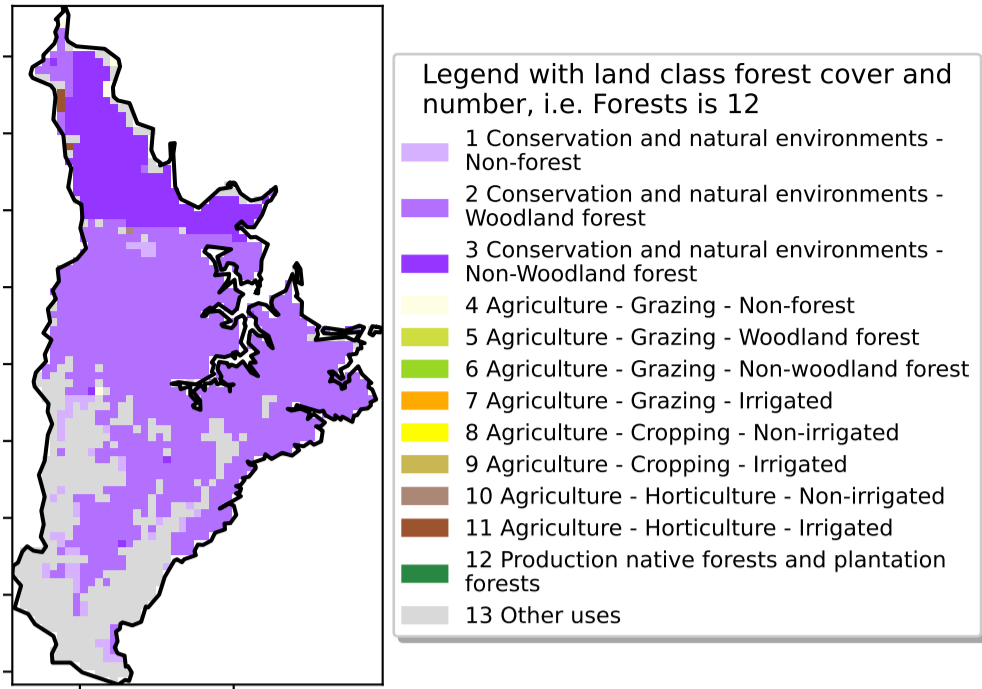 Legend with land class forest cover and
number, i.e. Forests is 12
1 Conservation and natural environments -
Non-forest
2 Conservation and natural environments -
Woodland forest
3 Conservation and natural environments -
Non-Woodland forest
4 Agriculture - Grazing - Non-forest
5 Agriculture - Grazing - Woodland forest
6 Agriculture - Grazing - Non-woodland forest
7 Agriculture - Grazing - Irrigated
8 Agriculture - Cropping - Non-irrigated
9 Agriculture - Cropping - Irrigated
10 Agriculture - Horticulture - Non-irrigated
11 Agriculture - Horticulture - Irrigated
12 Production native forests and plantation
forests
13 Other uses